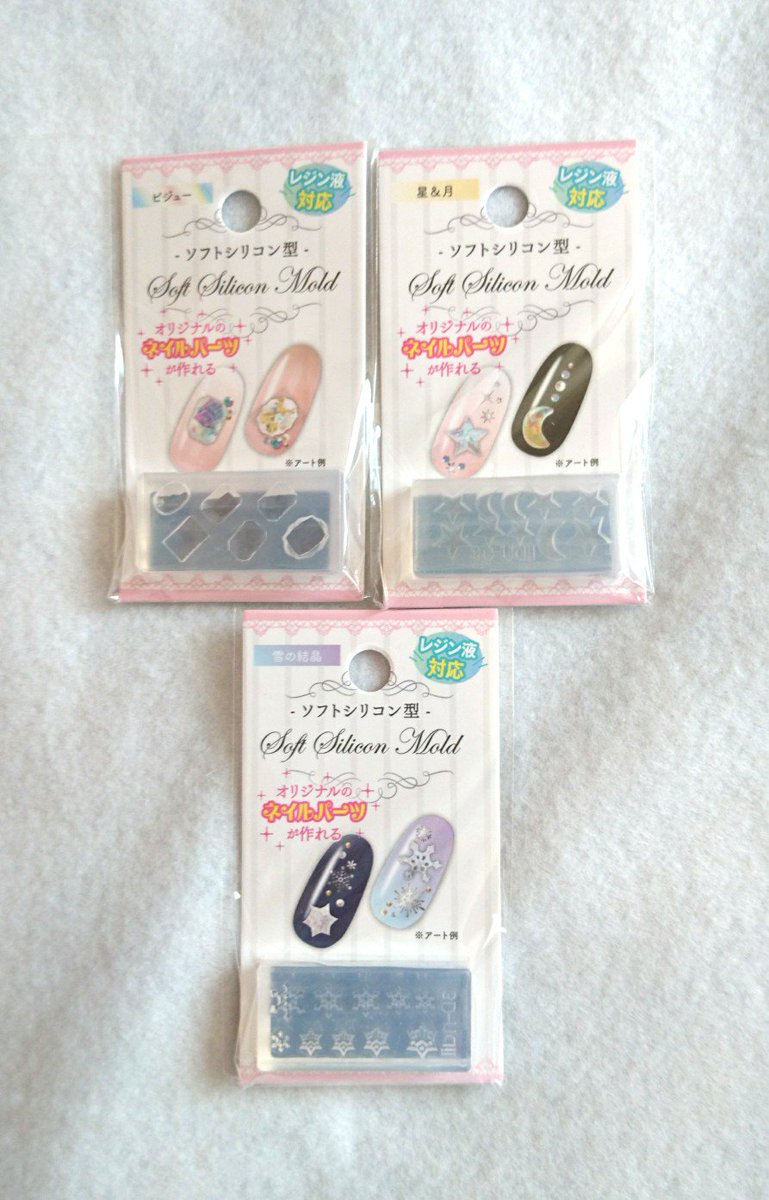 ビジュー
レジン液
対応
- ソフトシリコン型 -
Soft Silicon Mold
オリジナルの
ネイルパーツ
が作れる
※アート例
星&月
レジン液
対応
- ソフトシリコン型 -
Soft Silicon Mold
オリジナルの
ネイルパーツ
が作れる
※アート例
雪の結晶
レジン液
対応
- ソフトシリコン型 -
Soft Silicon Mold
オリジナルの
ネイルパーツ
が作れる
※アート例